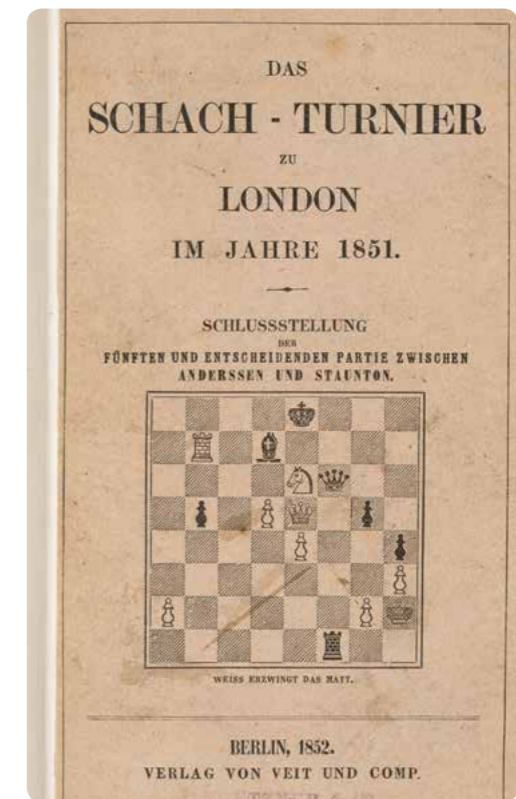 DAS
SCHACH - TURNIER
ZU
LONDON
IM JAHRE 1851.
SCHLUSSSTELLUNG
DER
FÜNFTEN UND ENTSCHEIDENDEN PARTIE ZWISCHEN
ANDERSSEN UND STAUNTON.
WEISS ERZWINGT DAS MATT.
BERLIN, 1852.
VERLAG VON VEIT UND COMP.